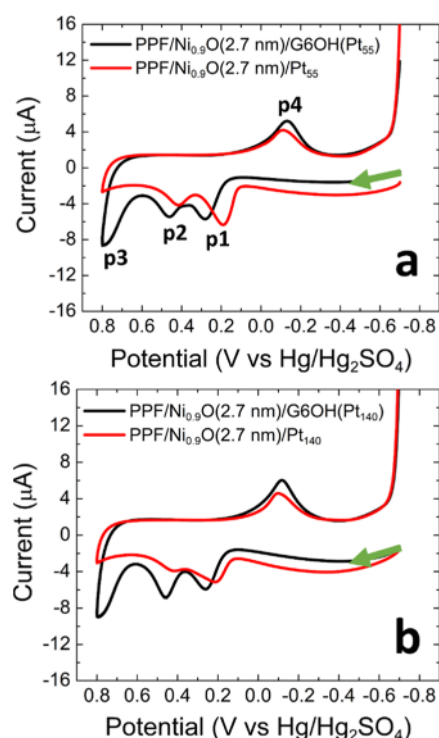 16
12
8
4
0
-4
-8
-12
-16
Current (μA)
PPF/Ni0.9O(2.7 nm)/G6OH(Pt55)
PPF/Ni0.9O(2.7 nm)/Pt55
p4
p3
p2
p1
a
0.8 0.6 0.4 0.2 0.0 -0.2 -0.4 -0.6 -0.8
Potential (V vs Hg/Hg2SO4)
16
12
8
4
0
-4
-8
-12
-16
Current (μA)
PPF/Ni0.9O(2.7 nm)/G6OH(Pt140)
PPF/Ni0.9O(2.7 nm)/Pt140
b
0.8 0.6 0.4 0.2 0.0 -0.2 -0.4 -0.6 -0.8
Potential (V vs Hg/Hg2SO4)